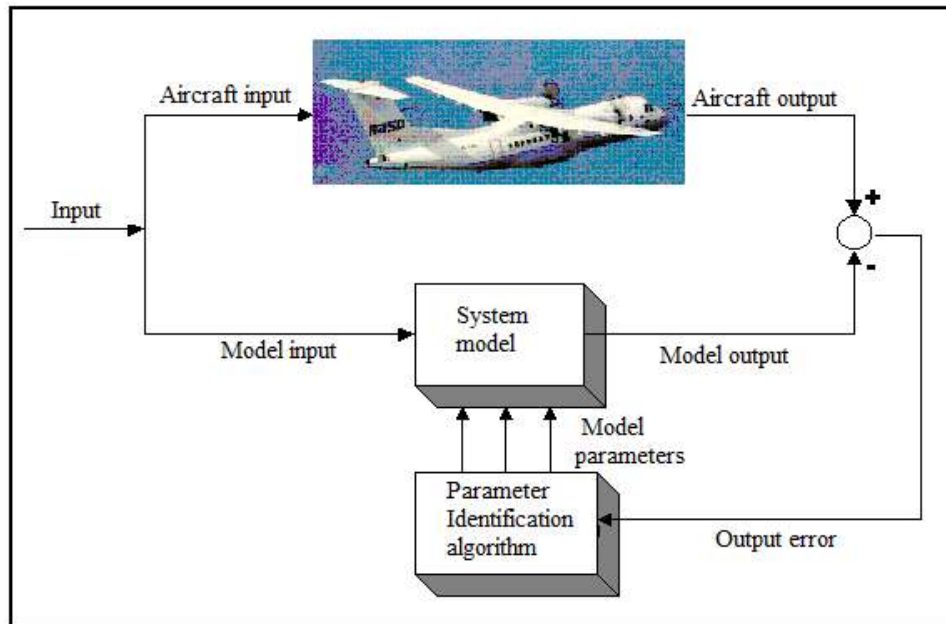 Aircraft input
Aircraft output
Input
+
-
System
model
Model input
Model output
Model
parameters
Parameter
Identification
algorithm
Output error